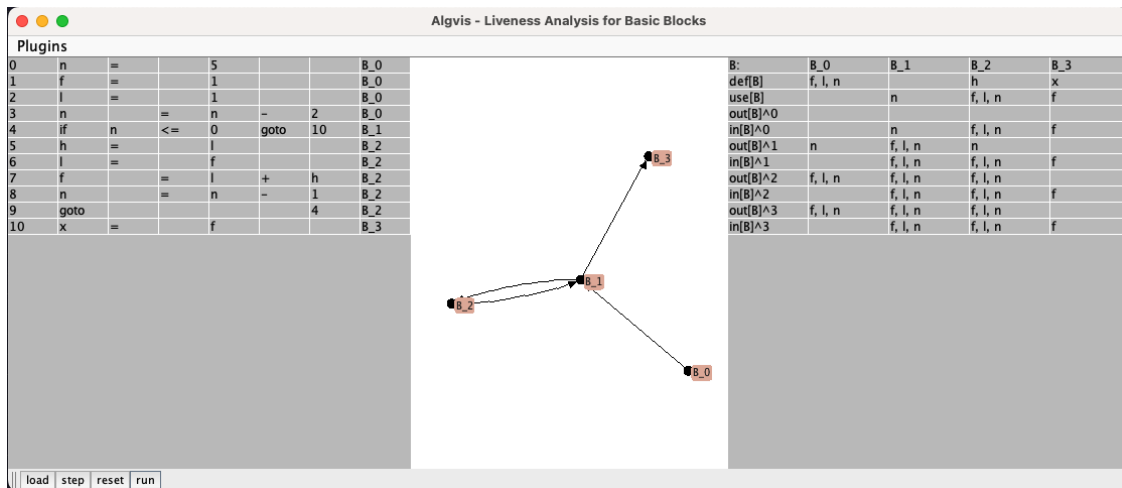 Algvis - Liveness Analysis for Basic Blocks
Plugins
0 n = 5 B_0
1 f = 1 B_0
2 l = 1 B_0
3 n = n - 2 B_0
4 if n <= 0 goto 10 B_1
5 h = l B_2
6 l = f B_2
7 f = l + h B_2
8 n = n - 1 B_2
9 goto 4 B_2
10 x = f B_3
B_3
B_1
B_2
B_0
B: B_0 B_1 B_2 B_3
def[B] f, l, n h x
use[B] n f, l, n f
out[B]^0
in[B]^0 n f, l, n f
out[B]^1 n f, l, n n
in[B]^1 f, l, n f, l, n f
out[B]^2 f, l, n f, l, n f, l, n
in[B]^2 f, l, n f, l, n f
out[B]^3 f, l, n f, l, n f, l, n
in[B]^3 f, l, n f, l, n f
load step reset run